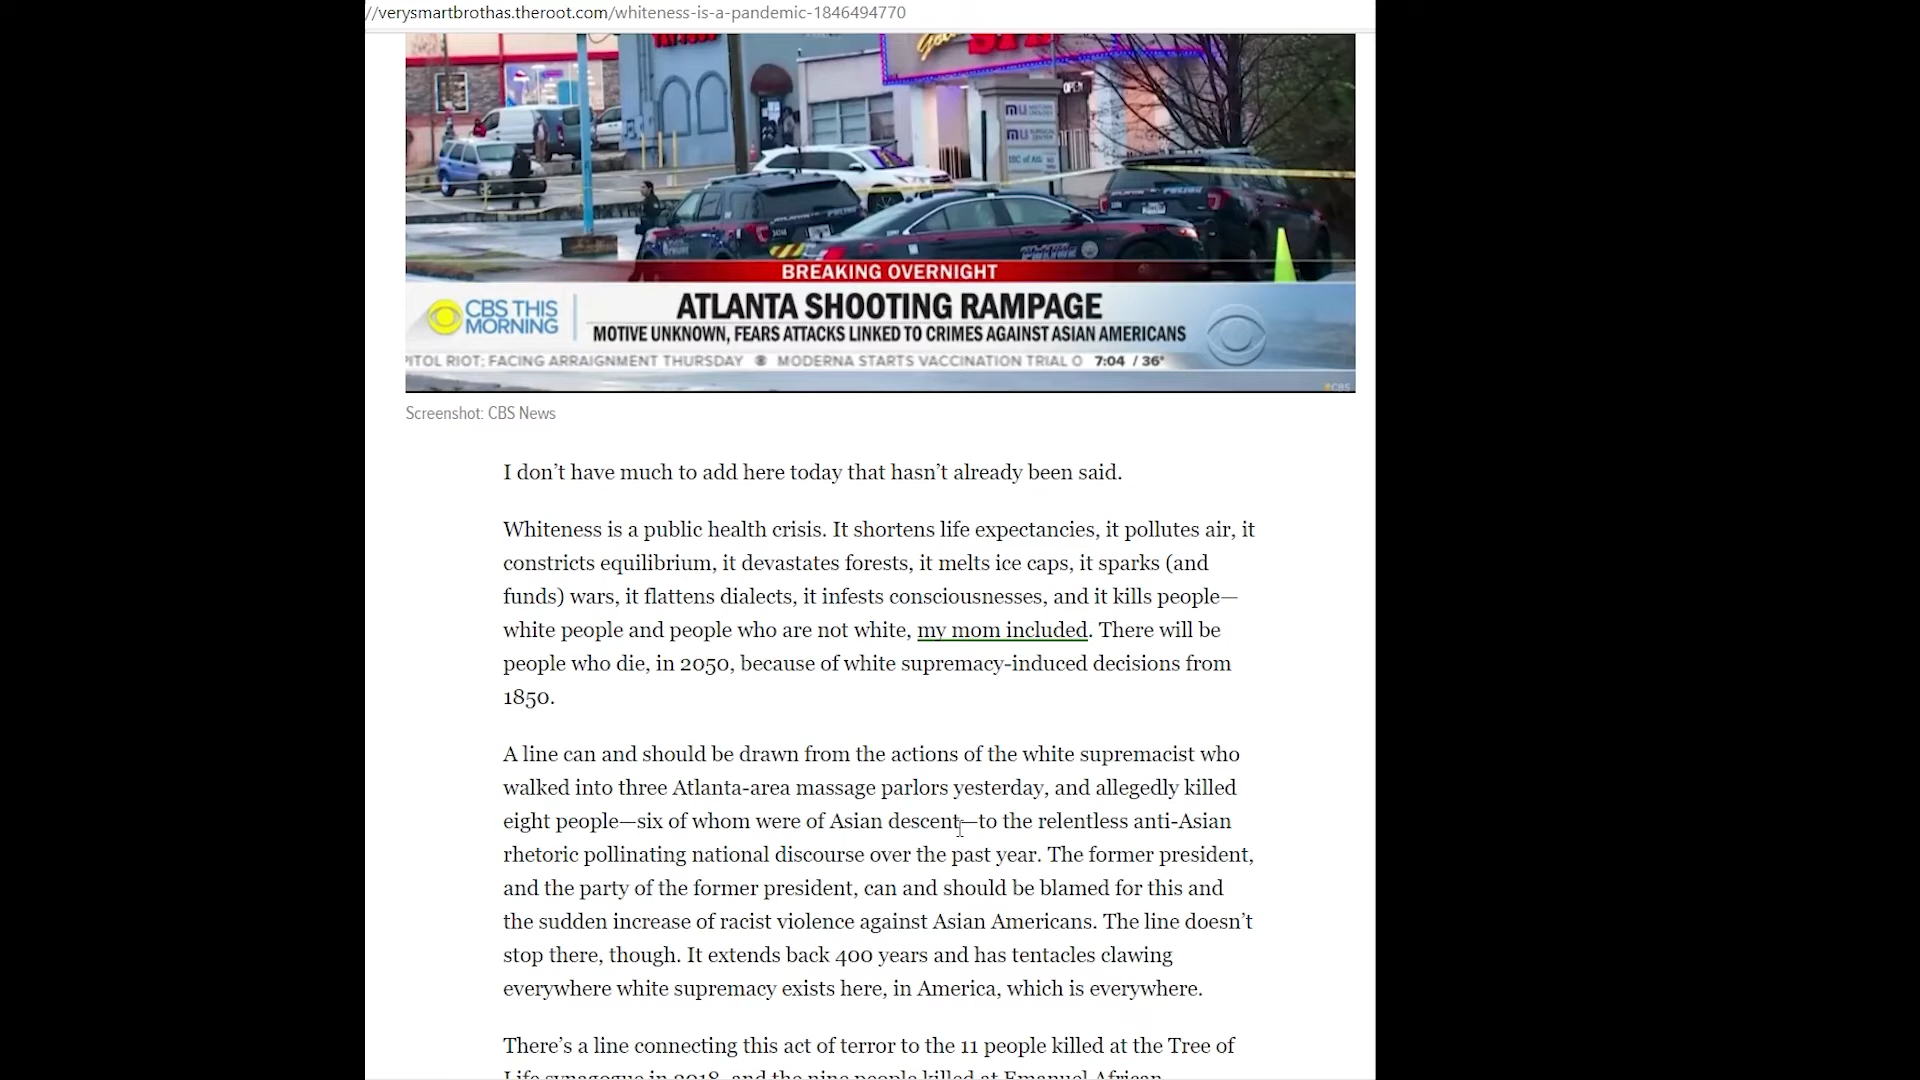 //verysmartbrothas.theroot.com/whiteness-is-a-pandemic-1846494770
OPEN
BREAKING OVERNIGHT
CBS THIS
MORNING
ATLANTA SHOOTING RAMPAGE
MOTIVE UNKNOWN, FEARS ATTACKS LINKED TO CRIMES AGAINST ASIAN AMERICANS
PITOL RIOT; FACING ARRAIGNMENT THURSDAY MODERNA STARTS VACCINATION TRIAL O 7:04 / 36°
CBS
Screenshot: CBS News
I don’t have much to add here today that hasn’t already been said.
Whiteness is a public health crisis. It shortens life expectancies, it pollutes air, it
constricts equilibrium, it devastates forests, it melts ice caps, it sparks (and
funds) wars, it flattens dialects, it infests consciousnesses, and it kills people—
white people and people who are not white, my mom included. There will be
people who die, in 2050, because of white supremacy-induced decisions from
1850.
A line can and should be drawn from the actions of the white supremacist who
walked into three Atlanta-area massage parlors yesterday, and allegedly killed
eight people—six of whom were of Asian descent—to the relentless anti-Asian
rhetoric pollinating national discourse over the past year. The former president,
and the party of the former president, can and should be blamed for this and
the sudden increase of racist violence against Asian Americans. The line doesn’t
stop there, though. It extends back 400 years and has tentacles clawing
everywhere white supremacy exists here, in America, which is everywhere.
There’s a line connecting this act of terror to the 11 people killed at the Tree of
Life synagogue in 2018, and the nine people killed at Emanuel African